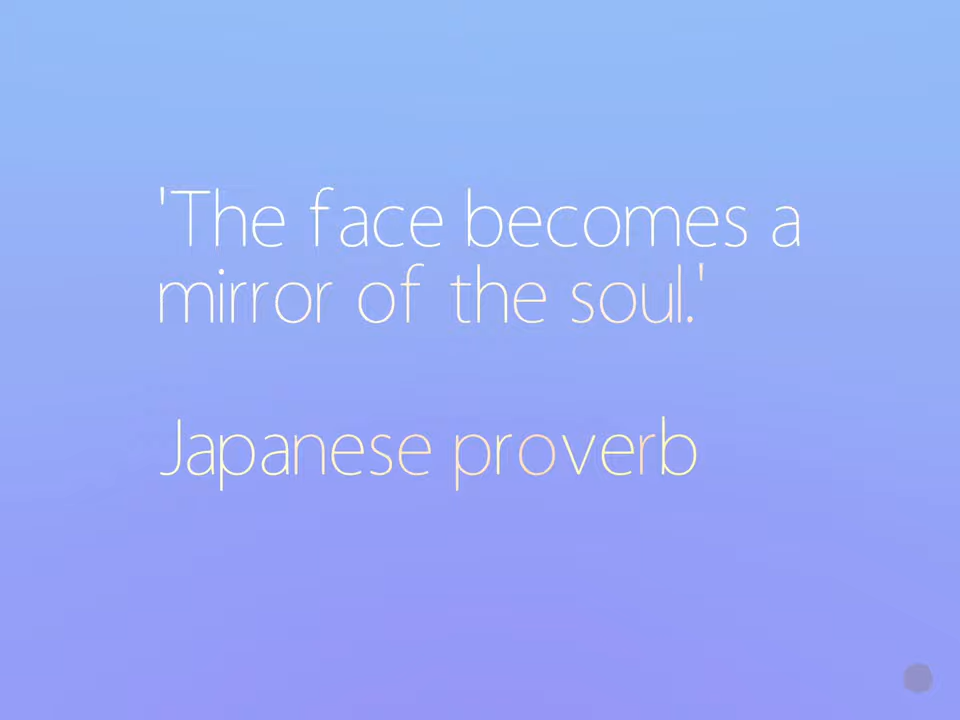 'The face becomes a
mirror of the soul.'
Japanese proverb